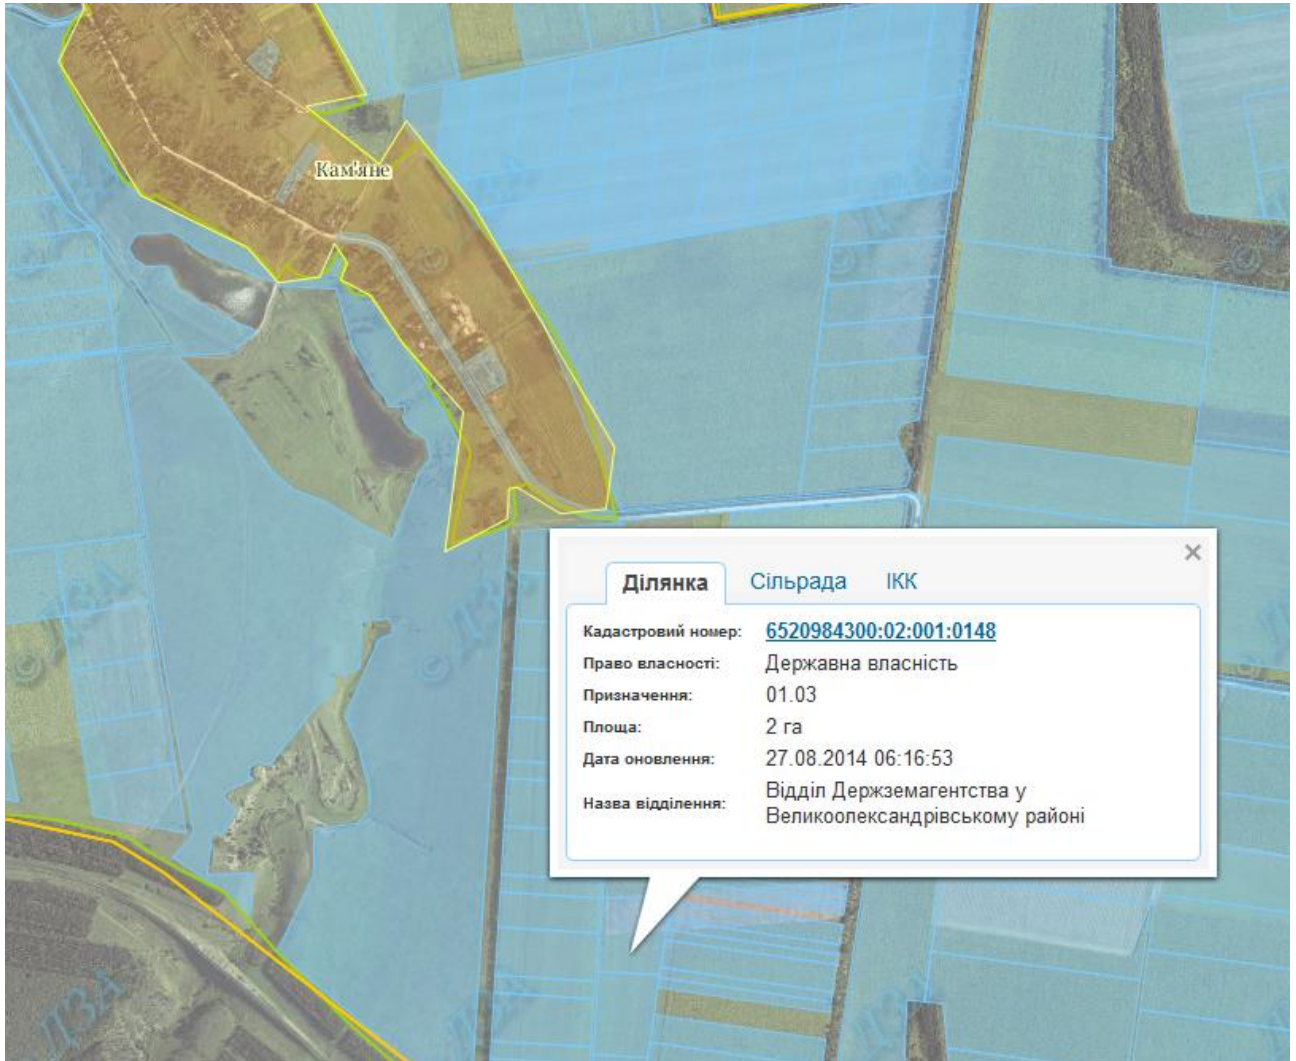 Кам'яне
Ділянка Сільрада ІКК
Кадастровий номер: 6520984300:02:001:0148
Право власності: Державна власність
Призначення: 01.03
Площа: 2 га
Дата оновлення: 27.08.2014 06:16:53
Назва відділення: Відділ Держземагентства у
Великоолександрівському районі
© ДЗА